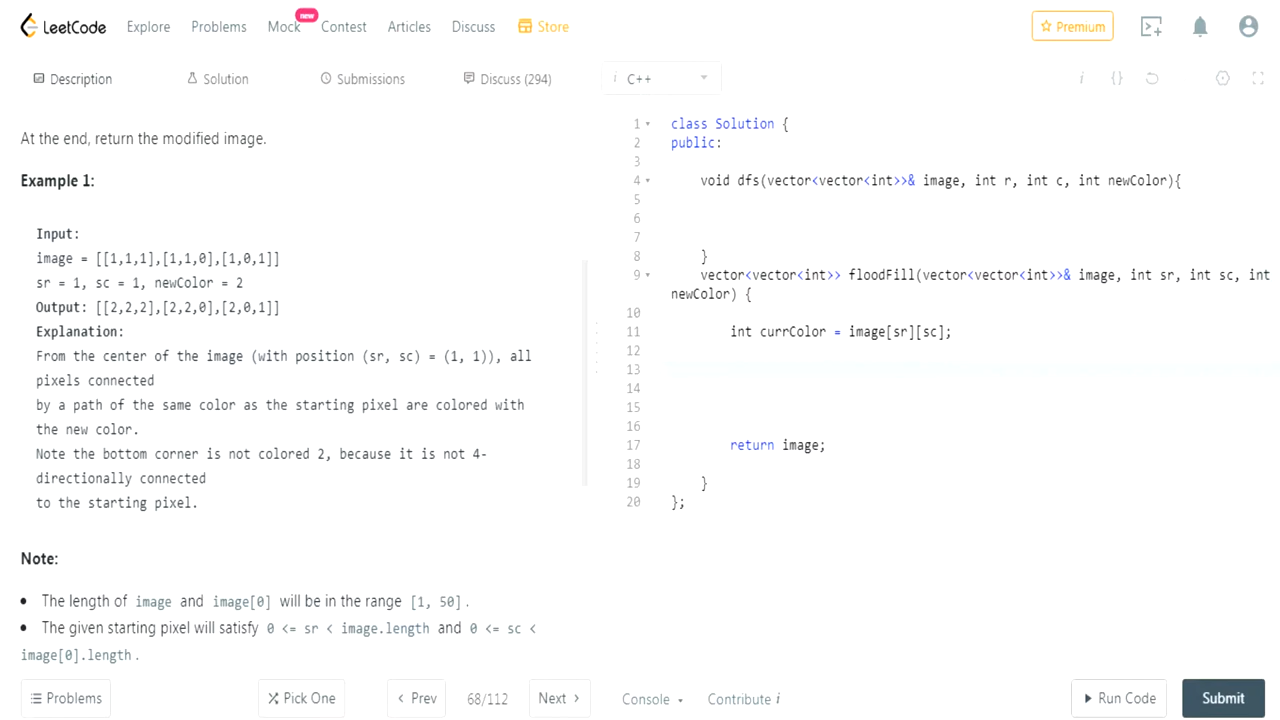 LeetCode Explore Problems Mock new Contest Articles Discuss Store Premium
Description Solution Submissions Discuss (294)
i C++ i {}
At the end, return the modified image.
Example 1:
Input:
image = [[1,1,1],[1,1,0],[1,0,1]]
sr = 1, sc = 1, newColor = 2
Output: [[2,2,2],[2,2,0],[2,0,1]]
Explanation:
From the center of the image (with position (sr, sc) = (1, 1)), all
pixels connected
by a path of the same color as the starting pixel are colored with
the new color.
Note the bottom corner is not colored 2, because it is not 4-
directionally connected
to the starting pixel.
Note:
• The length of image and image[0] will be in the range [1, 50].
• The given starting pixel will satisfy 0 <= sr < image.length and 0 <= sc <
image[0].length.
1 class Solution {
2 public:
3
4 void dfs(vector<vector<int>>& image, int r, int c, int newColor){
5
6
7
8 }
9 vector<vector<int>> floodFill(vector<vector<int>>& image, int sr, int sc, int
newColor) {
10
11 int currColor = image[sr][sc];
12
13
14
15
16
17 return image;
18
19 }
20 };
Problems Pick One < Prev 68/112 Next > Console Contribute i Run Code Submit